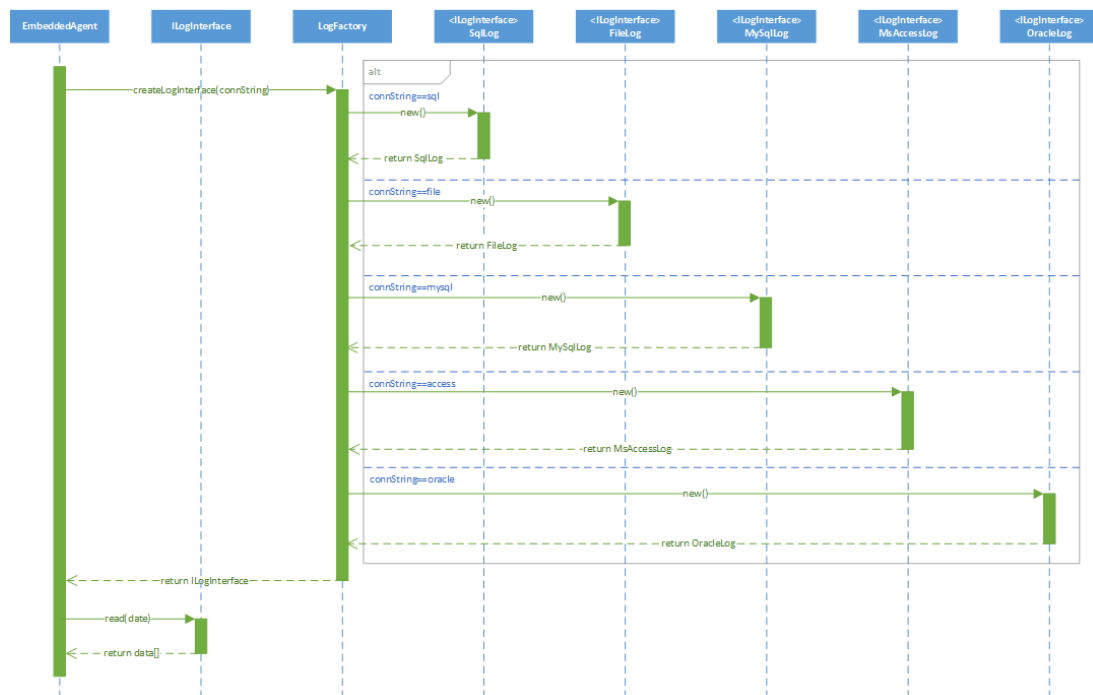 EmbeddedAgent
ILogInterface
LogFactory
<ILogInterface>
SqlLog
<ILogInterface>
FileLog
<ILogInterface>
MySqlLog
<ILogInterface>
MsAccessLog
<ILogInterface>
OracleLog
alt
createLogInterface(connString)
connString==sql
new()
return SqlLog
connString==file
new()
return FileLog
connString==mysql
new()
return MySqlLog
connString==access
new()
return MsAccessLog
connString==oracle
new()
return OracleLog
return ILogInterface
read(date)
return data[]